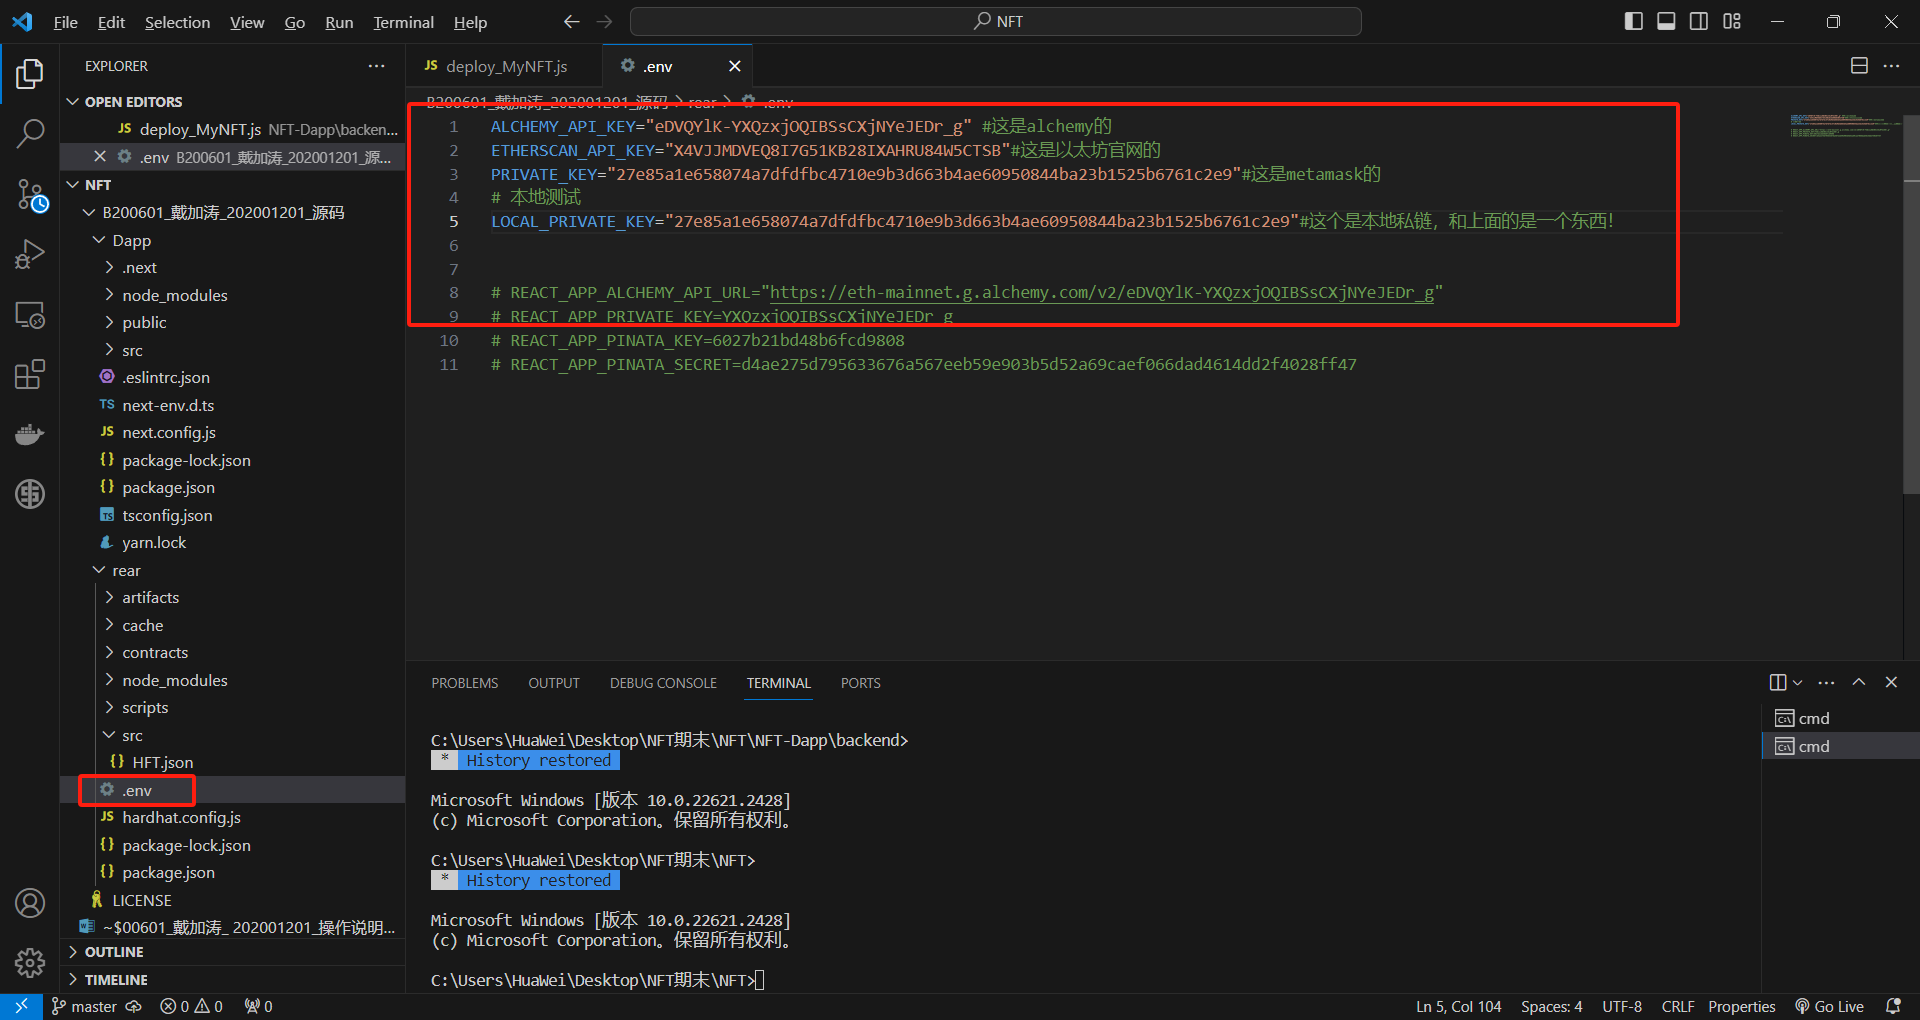 File Edit Selection View Go Run Terminal Help
NFT
EXPLORER
OPEN EDITORS
JS deploy_MyNFT.js NFT-Dapp\backen...
.env B200601_戴加涛_202001201_源...
NFT
B200601_戴加涛_202001201_源码
Dapp
.next
node_modules
public
src
.eslintrc.json
TS next-env.d.ts
JS next.config.js
{} package-lock.json
{} package.json
TS tsconfig.json
yarn.lock
rear
artifacts
cache
contracts
node_modules
scripts
src
{} HFT.json
.env
JS hardhat.config.js
{} package-lock.json
{} package.json
LICENSE
~$00601_戴加涛_ 202001201_操作说明...
OUTLINE
TIMELINE
JS deploy_MyNFT.js
.env
B200601_戴加涛_202001201_源码 > rear > .env
1 ALCHEMY_API_KEY="eDVQYlK-YXQzxjOQIBSsCXjNYeJEDr_g" #这是alchemy的
2 ETHERSCAN_API_KEY="X4VJJMDVEQ8I7G51KB28IXAHRU84W5CTSB"#这是以太坊官网的
3 PRIVATE_KEY="27e85a1e658074a7dfdfbc4710e9b3d663b4ae60950844ba23b1525b6761c2e9"#这是metamask的
4 # 本地测试
5 LOCAL_PRIVATE_KEY="27e85a1e658074a7dfdfbc4710e9b3d663b4ae60950844ba23b1525b6761c2e9"#这个是本地私链，和上面的是一个东西！
6
7
8 # REACT_APP_ALCHEMY_API_URL="https://eth-mainnet.g.alchemy.com/v2/eDVQYlK-YXQzxjOQIBSsCXjNYeJEDr_g"
9 # REACT_APP_PRIVATE_KEY=YXQzxjOQIBSsCXjNYeJEDr_g
10 # REACT_APP_PINATA_KEY=6027b21bd48b6fcd9808
11 # REACT_APP_PINATA_SECRET=d4ae275d795633676a567eeb59e903b5d52a69caef066dad4614dd2f4028ff47
PROBLEMS OUTPUT DEBUG CONSOLE TERMINAL PORTS
cmd
cmd
C:\Users\HuaWei\Desktop\NFT期末\NFT\NFT-Dapp\backend>
* History restored
Microsoft Windows [版本 10.0.22621.2428]
(c) Microsoft Corporation。保留所有权利。
C:\Users\HuaWei\Desktop\NFT期末\NFT>
* History restored
Microsoft Windows [版本 10.0.22621.2428]
(c) Microsoft Corporation。保留所有权利。
C:\Users\HuaWei\Desktop\NFT期末\NFT>
master 0 0 0 Ln 5, Col 104 Spaces: 4 UTF-8 CRLF Properties Go Live